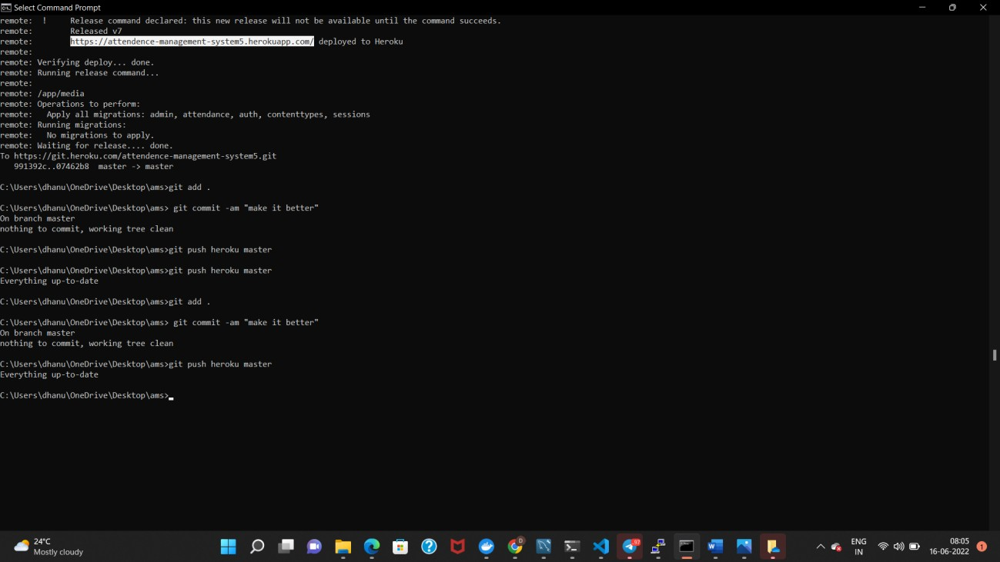 Select Command Prompt
remote:  !     Release command declared: this new release will not be available until the command succeeds.
remote:        Released v7
remote:        https://attendence-management-system5.herokuapp.com/ deployed to Heroku
remote:
remote: Verifying deploy... done.
remote: Running release command...
remote:
remote: /app/media
remote: Operations to perform:
remote:   Apply all migrations: admin, attendance, auth, contenttypes, sessions
remote: Running migrations:
remote:   No migrations to apply.
remote: Waiting for release.... done.
To https://git.heroku.com/attendence-management-system5.git
   991392c..07462b8  master -> master
C:\Users\dhanu\OneDrive\Desktop\ams>git add .
C:\Users\dhanu\OneDrive\Desktop\ams> git commit -am "make it better"
On branch master
nothing to commit, working tree clean
C:\Users\dhanu\OneDrive\Desktop\ams>git push heroku master
C:\Users\dhanu\OneDrive\Desktop\ams>git push heroku master
Everything up-to-date
C:\Users\dhanu\OneDrive\Desktop\ams>git add .
C:\Users\dhanu\OneDrive\Desktop\ams> git commit -am "make it better"
On branch master
nothing to commit, working tree clean
C:\Users\dhanu\OneDrive\Desktop\ams>git push heroku master
Everything up-to-date
C:\Users\dhanu\OneDrive\Desktop\ams>
24°C
Mostly cloudy
97
D
ENG
IN
08:05
16-06-2022
1